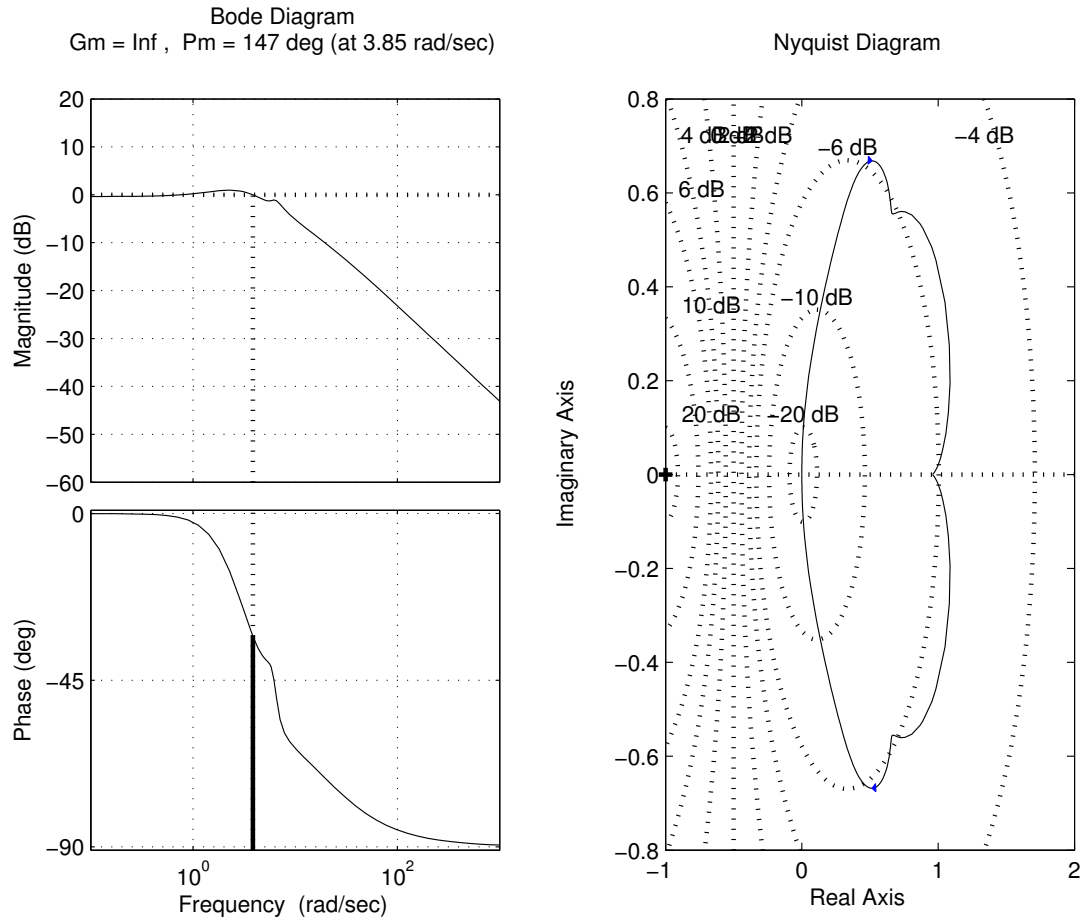 Bode Diagram
Gm = Inf , Pm = 147 deg (at 3.85 rad/sec)
20
10
0
−10
−20
−30
−40
−50
−60
Magnitude (dB)
0
−45
−90
Phase (deg)
10^0
10^2
Frequency (rad/sec)
Nyquist Diagram
0.8
0.6
0.4
0.2
0
−0.2
−0.4
−0.6
−0.8
Imaginary Axis
4 dB
−6 dB
−4 dB
6 dB
10 dB
−10 dB
20 dB
−20 dB
−1
0
1
2
Real Axis